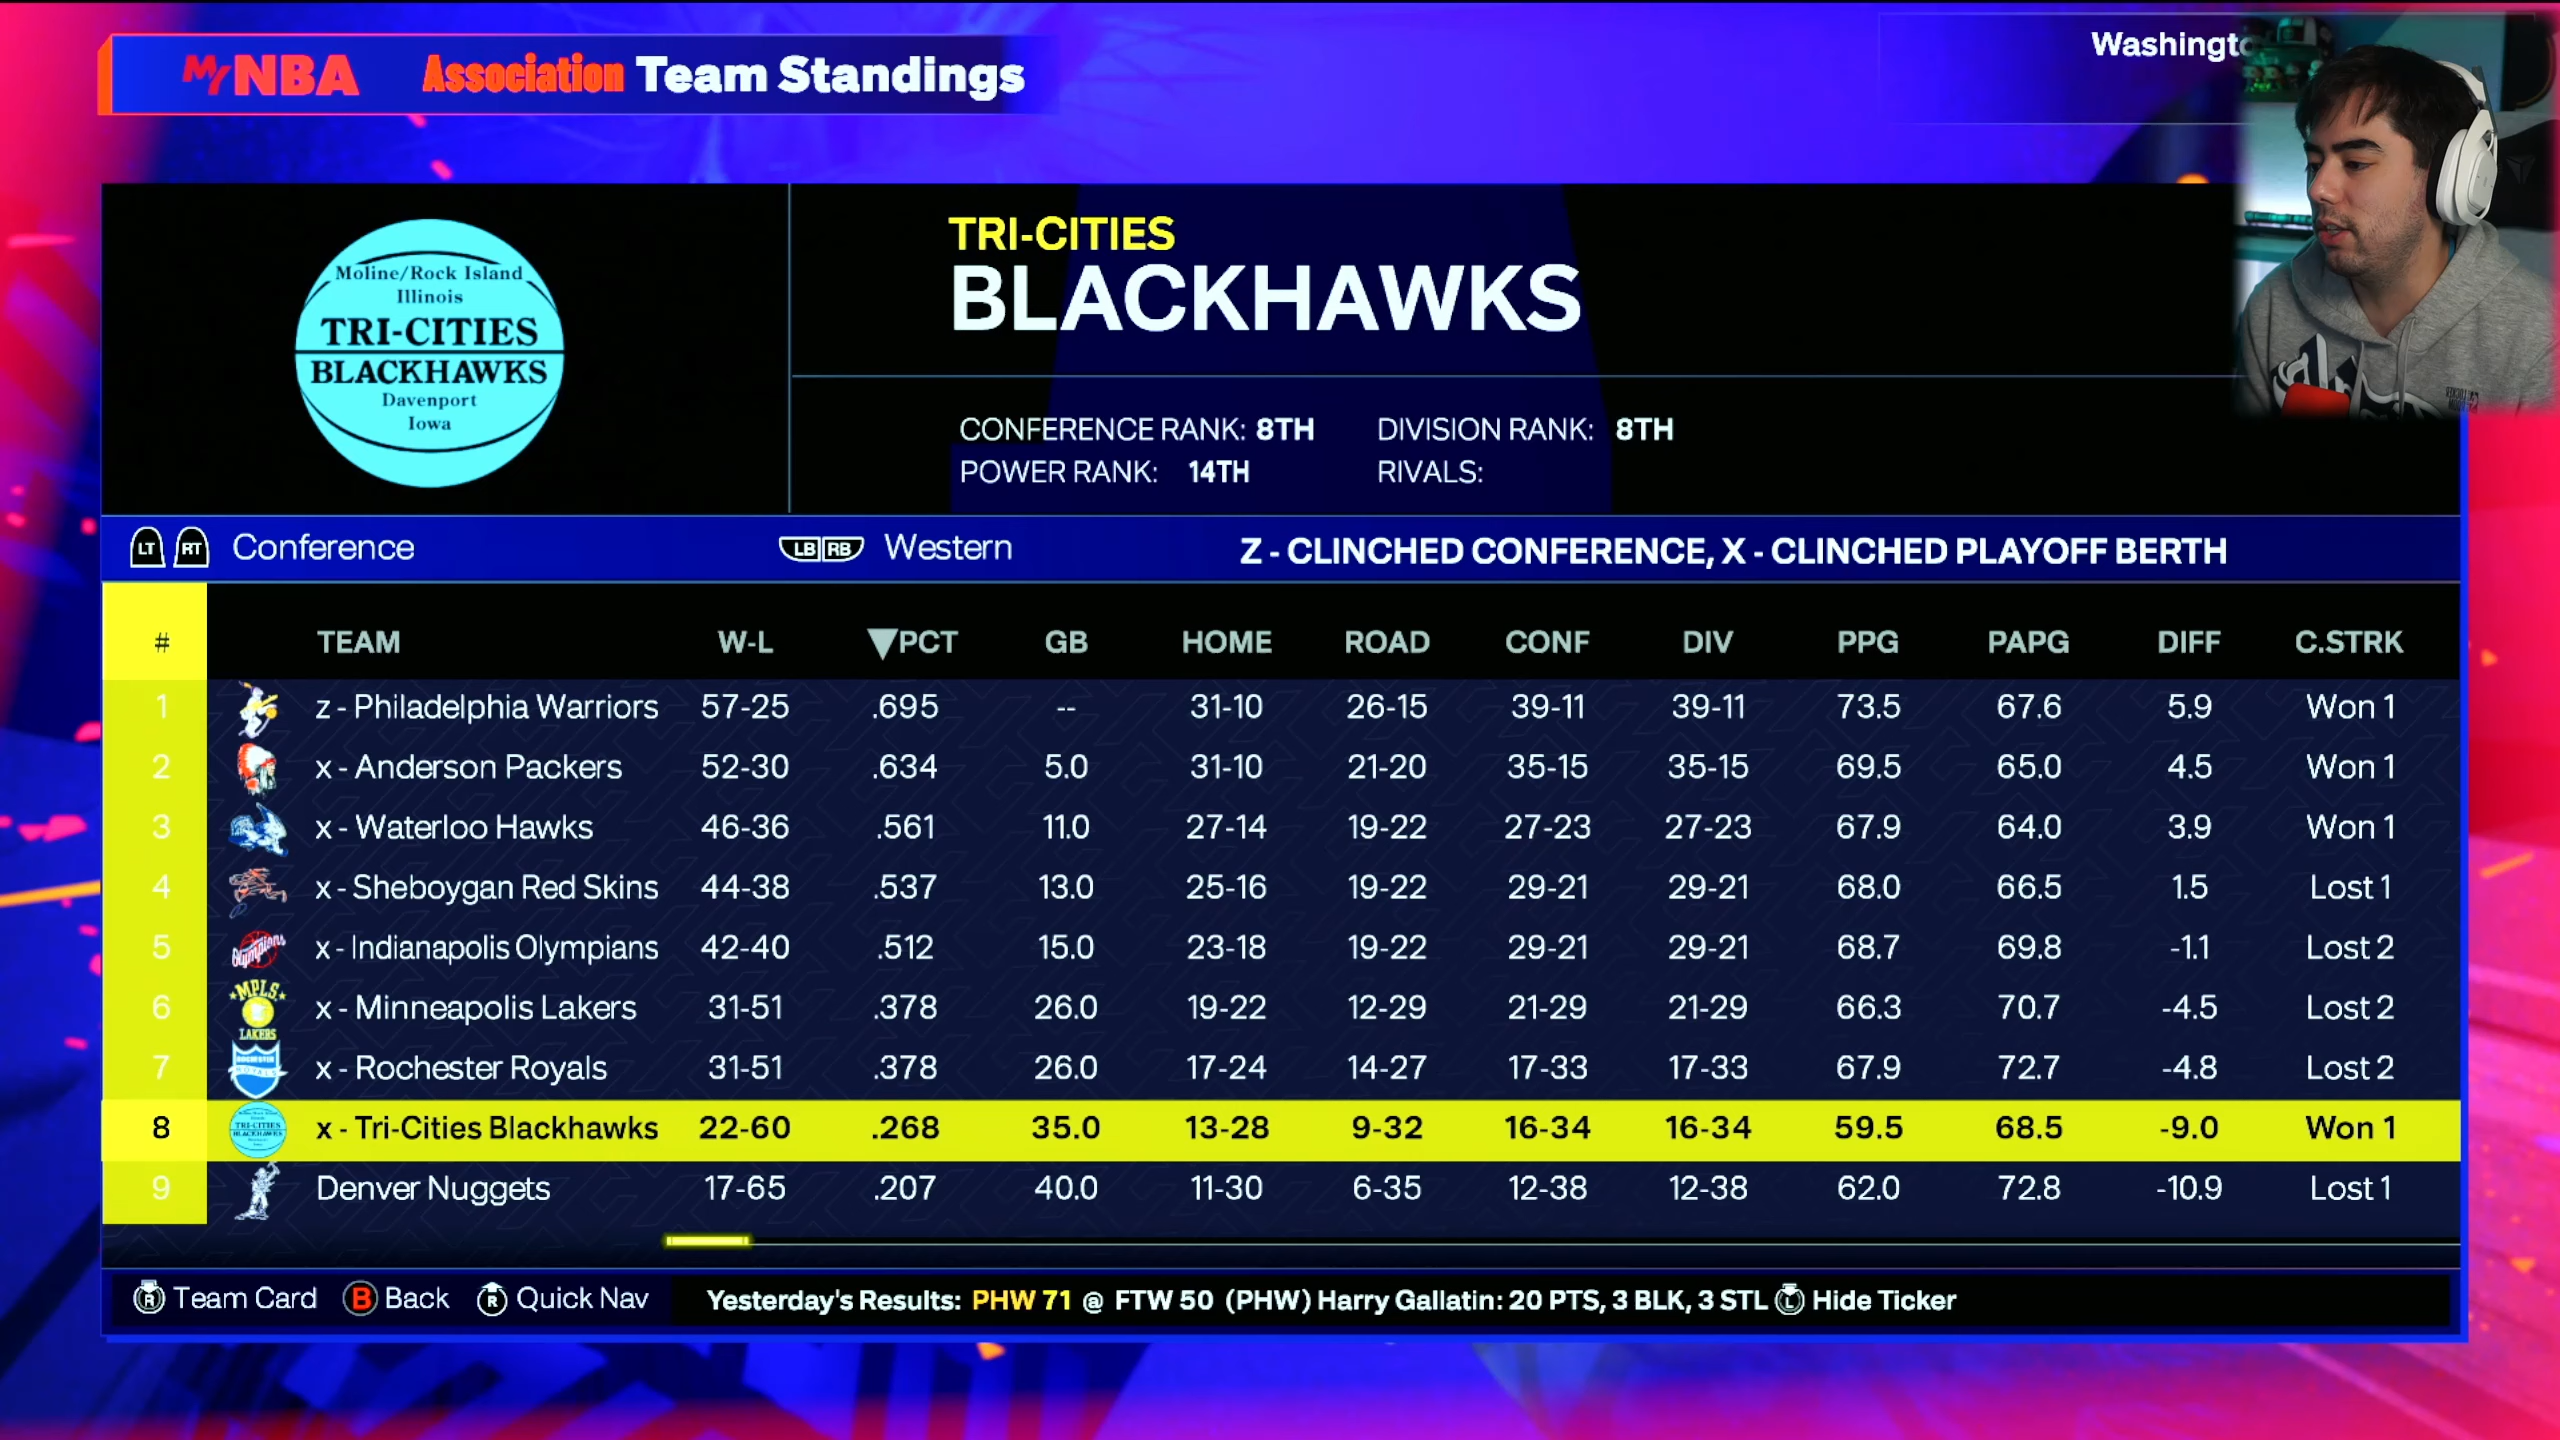 MyNBA Association Team Standings
Moline/Rock Island
Illinois
TRI-CITIES
BLACKHAWKS
Davenport
Iowa
TRI-CITIES
BLACKHAWKS
CONFERENCE RANK: 8TH DIVISION RANK: 8TH
POWER RANK: 14TH RIVALS:
LT RT Conference LB RB Western Z - CLINCHED CONFERENCE, X - CLINCHED PLAYOFF BERTH
# TEAM W-L ▼PCT GB HOME ROAD CONF DIV PPG PAPG DIFF C.STRK
1 z - Philadelphia Warriors 57-25 .695 -- 31-10 26-15 39-11 39-11 73.5 67.6 5.9 Won 1
2 x - Anderson Packers 52-30 .634 5.0 31-10 21-20 35-15 35-15 69.5 65.0 4.5 Won 1
3 x - Waterloo Hawks 46-36 .561 11.0 27-14 19-22 27-23 27-23 67.9 64.0 3.9 Won 1
4 x - Sheboygan Red Skins 44-38 .537 13.0 25-16 19-22 29-21 29-21 68.0 66.5 1.5 Lost 1
5 Olympians x - Indianapolis Olympians 42-40 .512 15.0 23-18 19-22 29-21 29-21 68.7 69.8 -1.1 Lost 2
6 MPLS. LAKERS x - Minneapolis Lakers 31-51 .378 26.0 19-22 12-29 21-29 21-29 66.3 70.7 -4.5 Lost 2
7 ROCHESTER ROYALS x - Rochester Royals 31-51 .378 26.0 17-24 14-27 17-33 17-33 67.9 72.7 -4.8 Lost 2
8 TRI-CITIES BLACKHAWKS x - Tri-Cities Blackhawks 22-60 .268 35.0 13-28 9-32 16-34 16-34 59.5 68.5 -9.0 Won 1
9 Denver Nuggets 17-65 .207 40.0 11-30 6-35 12-38 12-38 62.0 72.8 -10.9 Lost 1
R Team Card B Back R Quick Nav Yesterday's Results: PHW 71 @ FTW 50 (PHW) Harry Gallatin: 20 PTS, 3 BLK, 3 STL L Hide Ticker